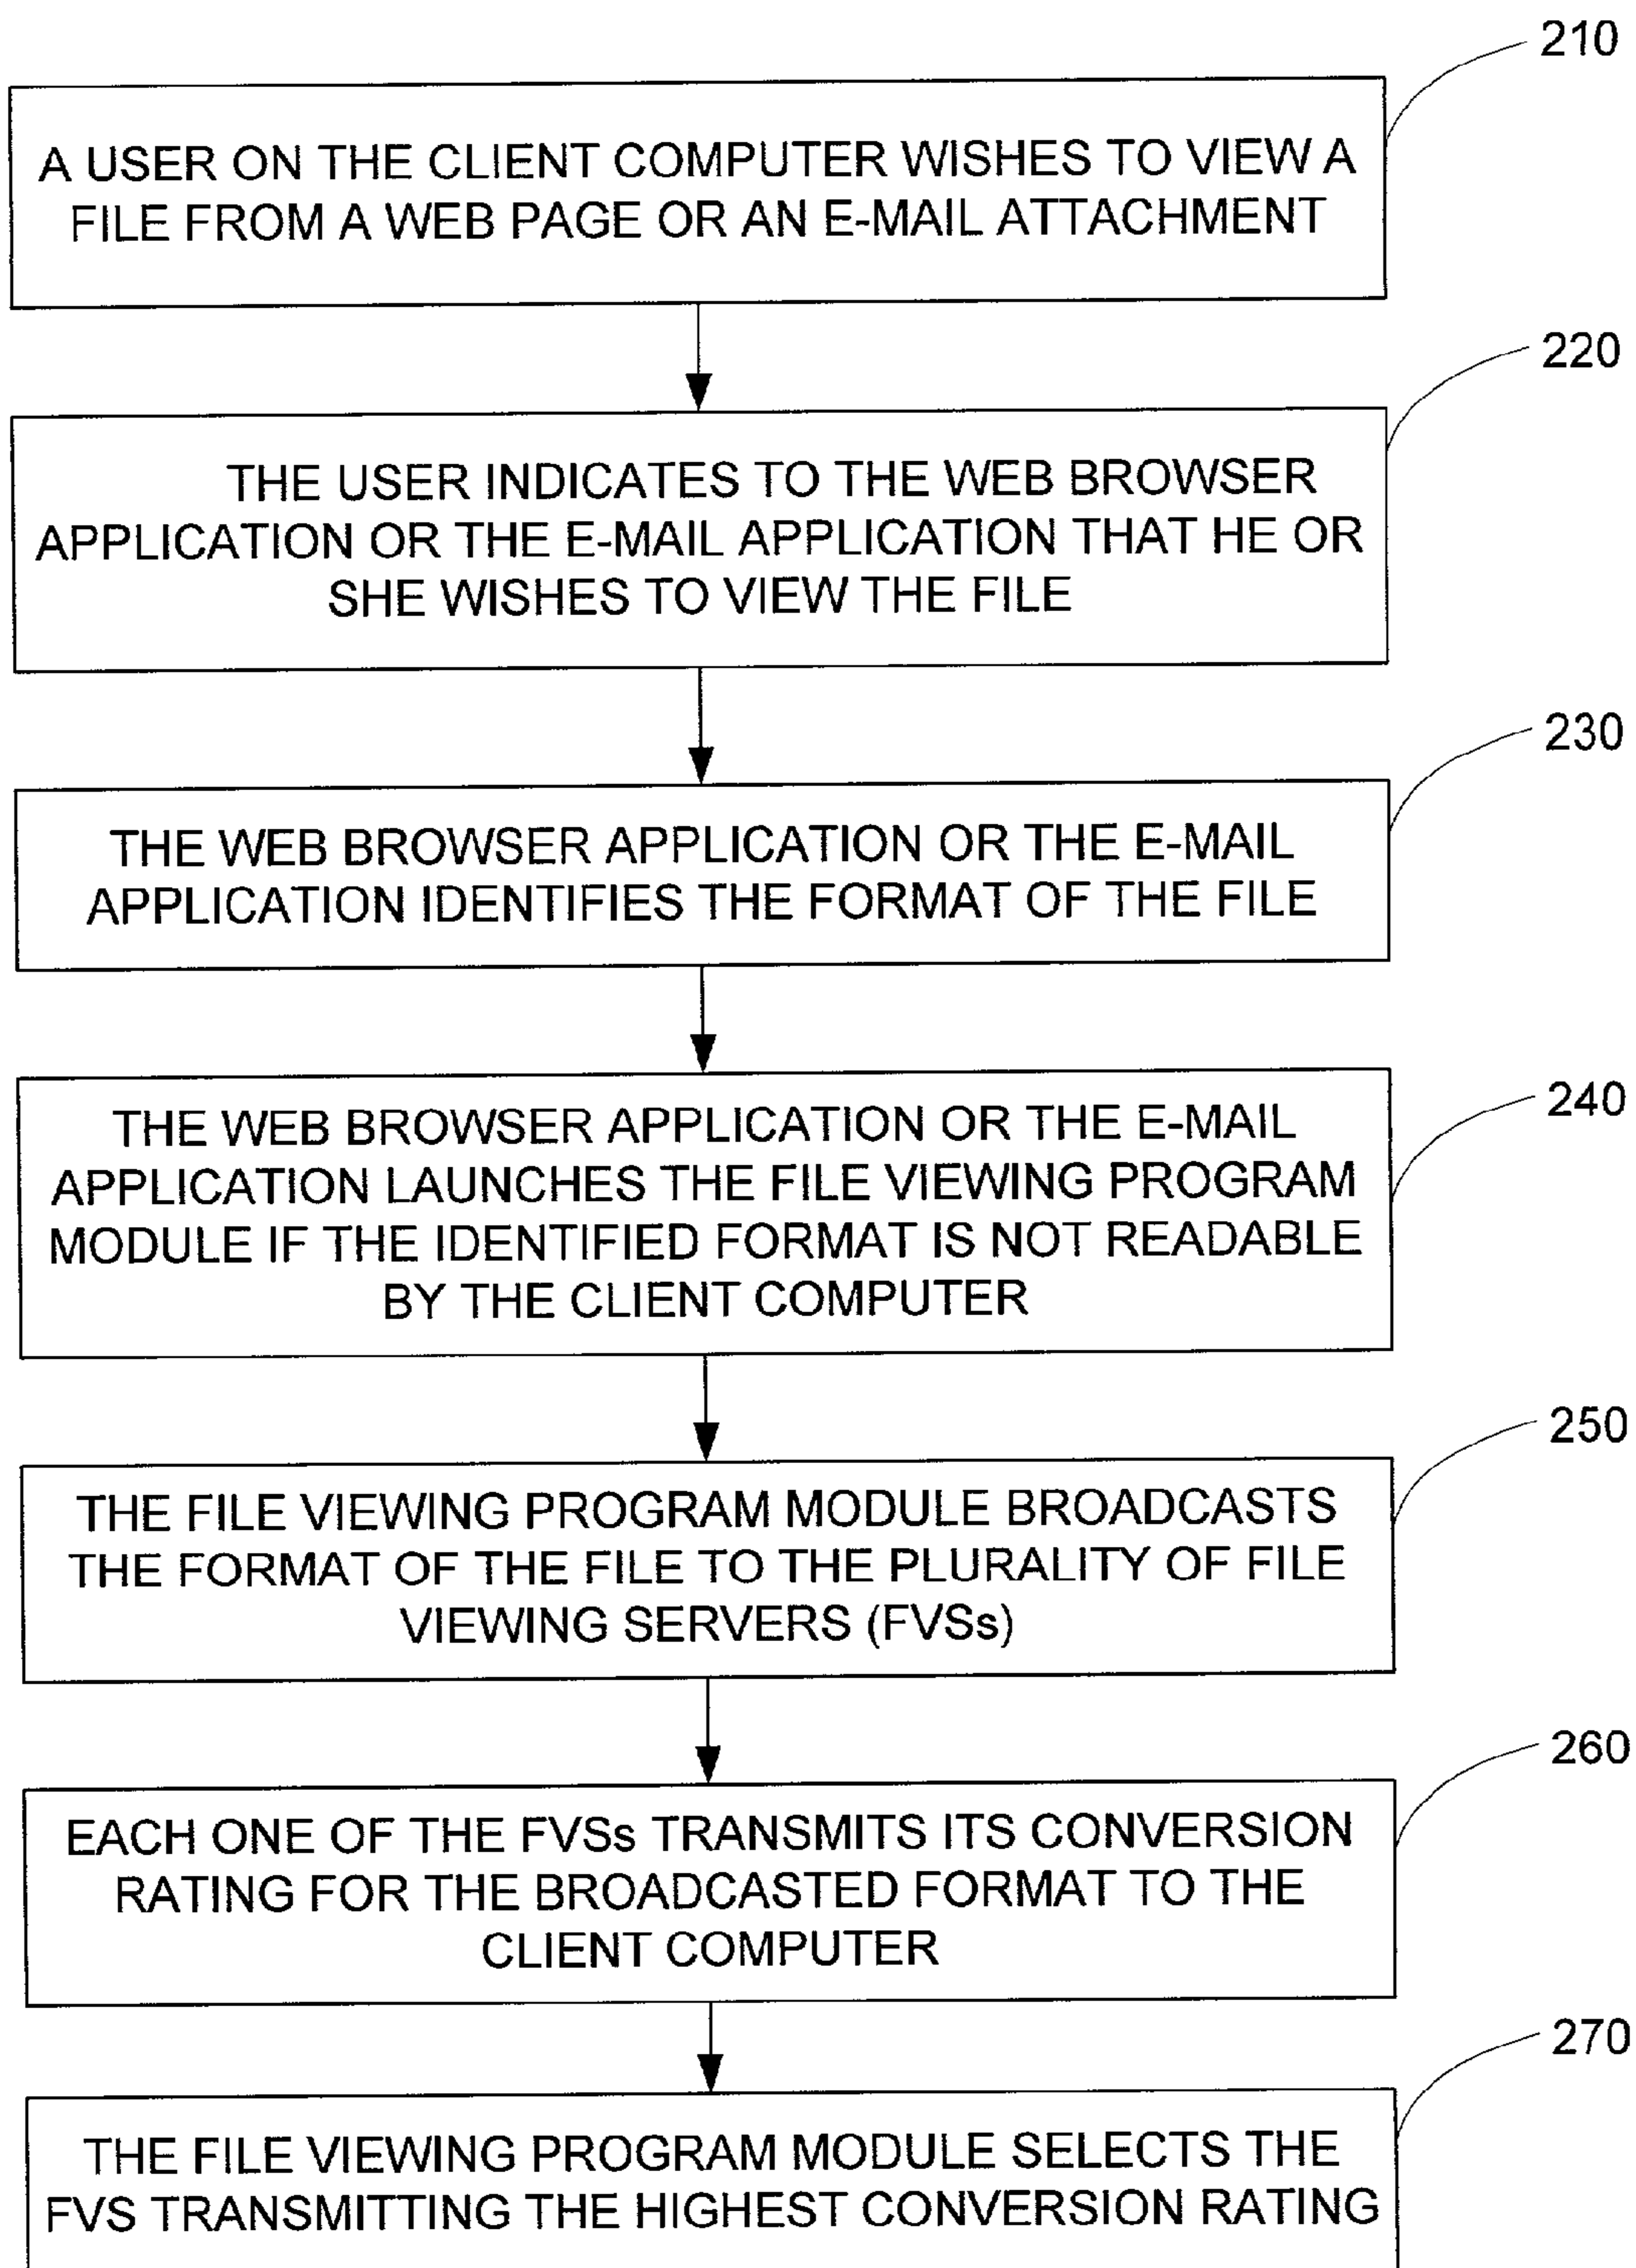 210
A USER ON THE CLIENT COMPUTER WISHES TO VIEW A
FILE FROM A WEB PAGE OR AN E-MAIL ATTACHMENT
220
THE USER INDICATES TO THE WEB BROWSER
APPLICATION OR THE E-MAIL APPLICATION THAT HE OR
SHE WISHES TO VIEW THE FILE
230
THE WEB BROWSER APPLICATION OR THE E-MAIL
APPLICATION IDENTIFIES THE FORMAT OF THE FILE
240
THE WEB BROWSER APPLICATION OR THE E-MAIL
APPLICATION LAUNCHES THE FILE VIEWING PROGRAM
MODULE IF THE IDENTIFIED FORMAT IS NOT READABLE
BY THE CLIENT COMPUTER
250
THE FILE VIEWING PROGRAM MODULE BROADCASTS
THE FORMAT OF THE FILE TO THE PLURALITY OF FILE
VIEWING SERVERS (FVSs)
260
EACH ONE OF THE FVSs TRANSMITS ITS CONVERSION
RATING FOR THE BROADCASTED FORMAT TO THE
CLIENT COMPUTER
270
THE FILE VIEWING PROGRAM MODULE SELECTS THE
FVS TRANSMITTING THE HIGHEST CONVERSION RATING